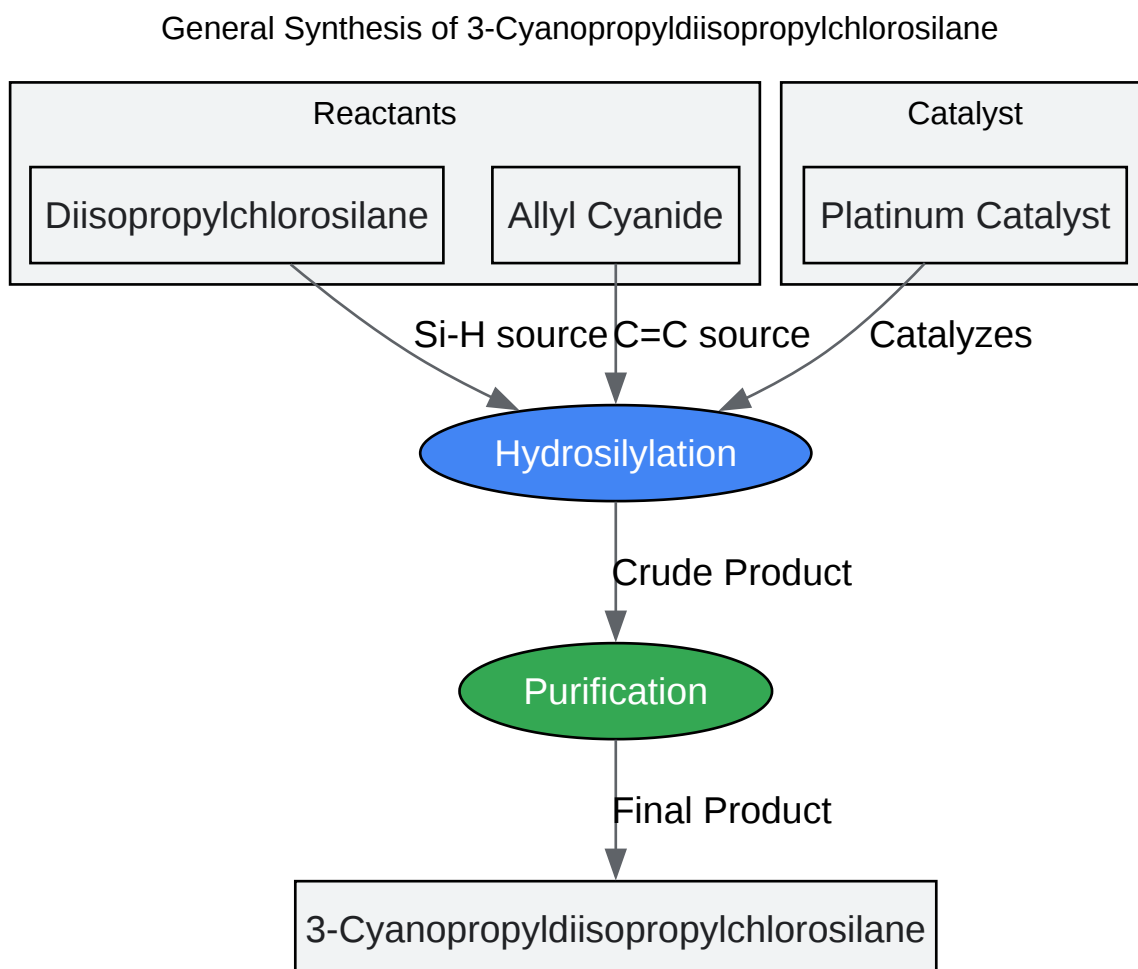 General Synthesis of 3-Cyanopropyldiisopropylchlorosilane
Reactants
Catalyst
Diisopropylchlorosilane
Allyl Cyanide
Platinum Catalyst
Si-H source
C=C source
Catalyzes
Hydrosilylation
Crude Product
Purification
Final Product
3-Cyanopropyldiisopropylchlorosilane